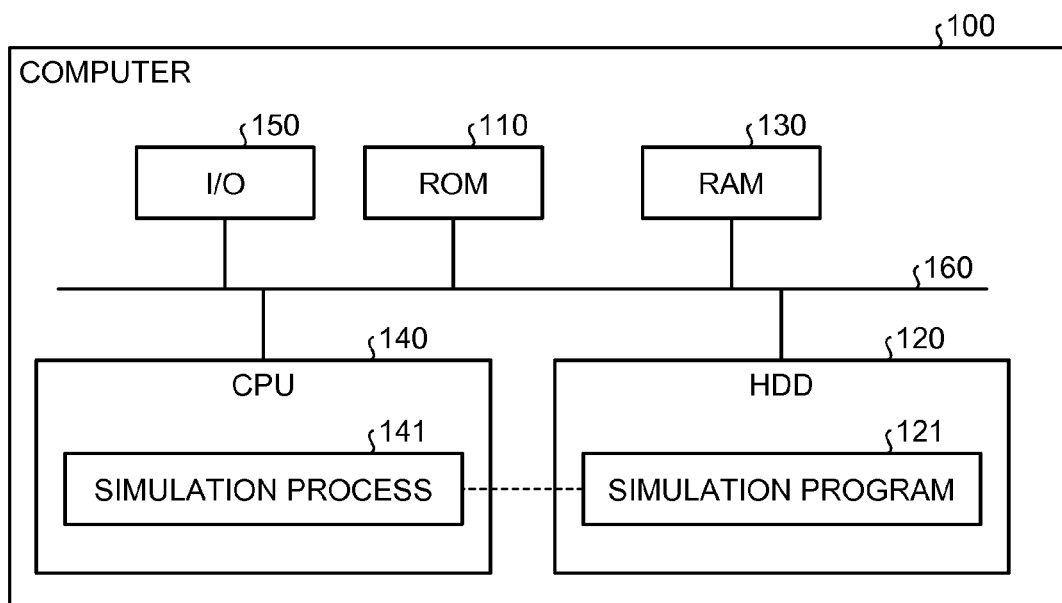 100
COMPUTER
150
110
130
I/O
ROM
RAM
160
140
120
CPU
HDD
141
121
SIMULATION PROCESS
SIMULATION PROGRAM